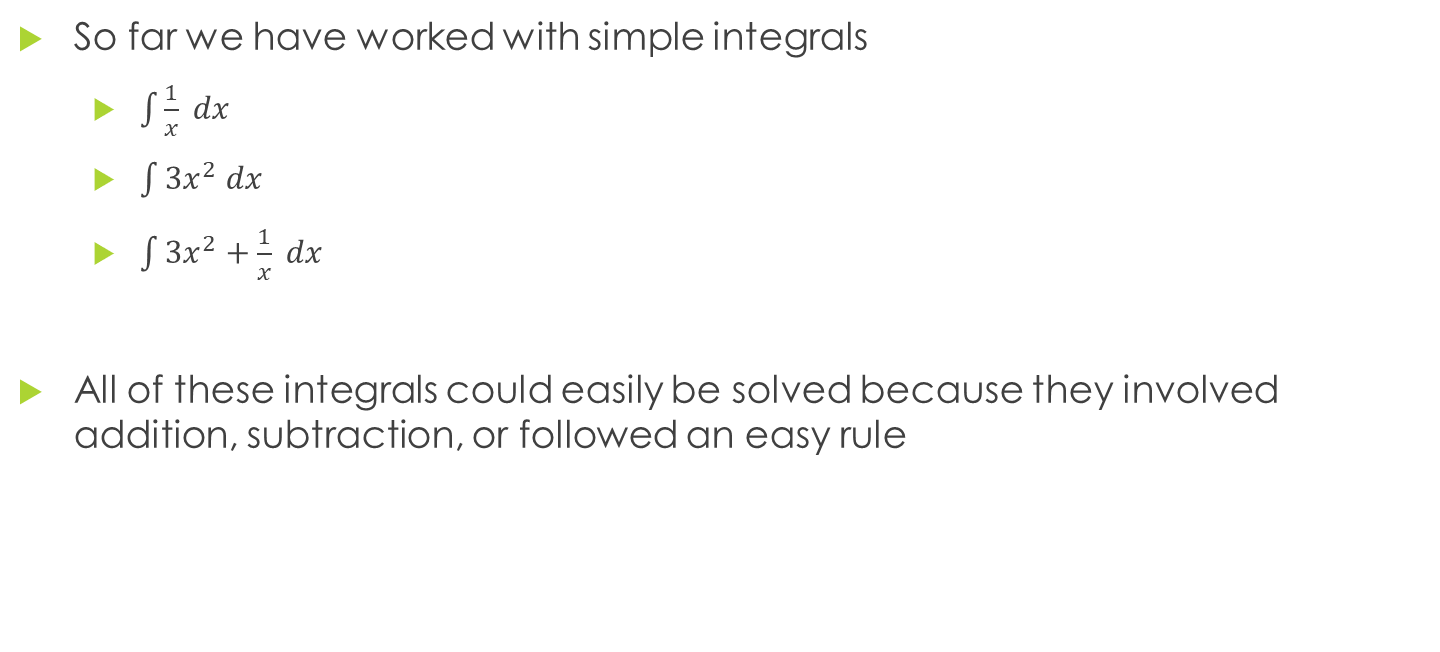 So far we have worked with simple integrals
∫ 1/x dx
∫ 3x² dx
∫ 3x² + 1/x dx
All of these integrals could easily be solved because they involved
addition, subtraction, or followed an easy rule